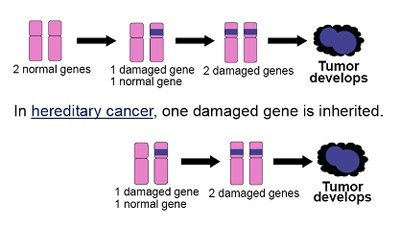 2 normal genes
1 damaged gene
1 normal gene
2 damaged genes
Tumor
develops
In hereditary cancer, one damaged gene is inherited.
1 damaged gene
1 normal gene
2 damaged genes
Tumor
develops